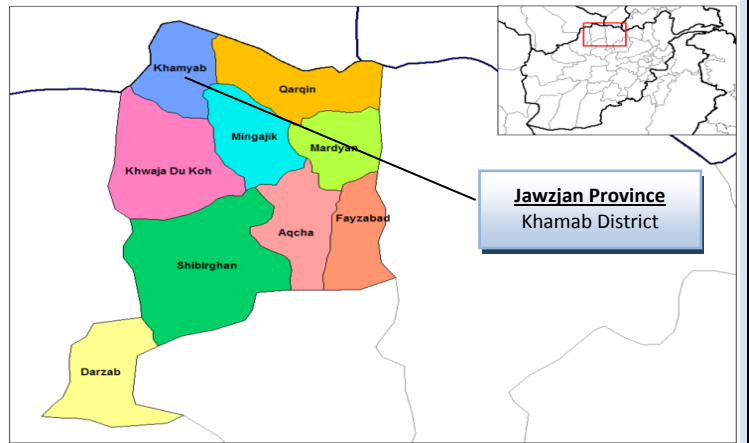 Khamyab
Qarqin
Mingajik
Mardyan
Khwaja Du Koh
Jawzjan Province
Khamab District
Fayzabad
Aqcha
Shibirghan
Darzab